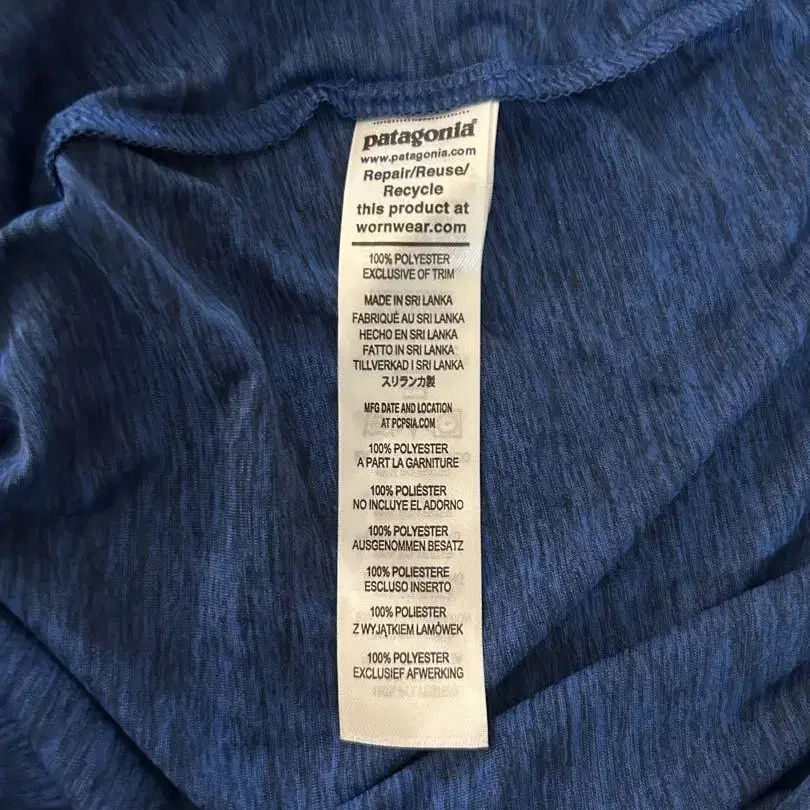 patagonia®
www.patagonia.com
Repair/Reuse/
Recycle
this product at
wornwear.com
100% POLYESTER
EXCLUSIVE OF TRIM
MADE IN SRI LANKA
FABRIQUÉ AU SRI LANKA
HECHO EN SRI LANKA
FATTO IN SRI LANKA
TILLVERKAD I SRI LANKA
スリランカ製
MFG DATE AND LOCATION
AT PCPSIA.COM
100% POLYESTER
A PART LA GARNITURE
100% POLIÉSTER
NO INCLUYE EL ADORNO
100% POLYESTER
AUSGENOMMEN BESATZ
100% POLIESTERE
ESCLUSO INSERTO
100% POLIESTER
Z WYJĄTKIEM LAMÓWEK
100% POLYESTER
EXCLUSIEF AFWERKING